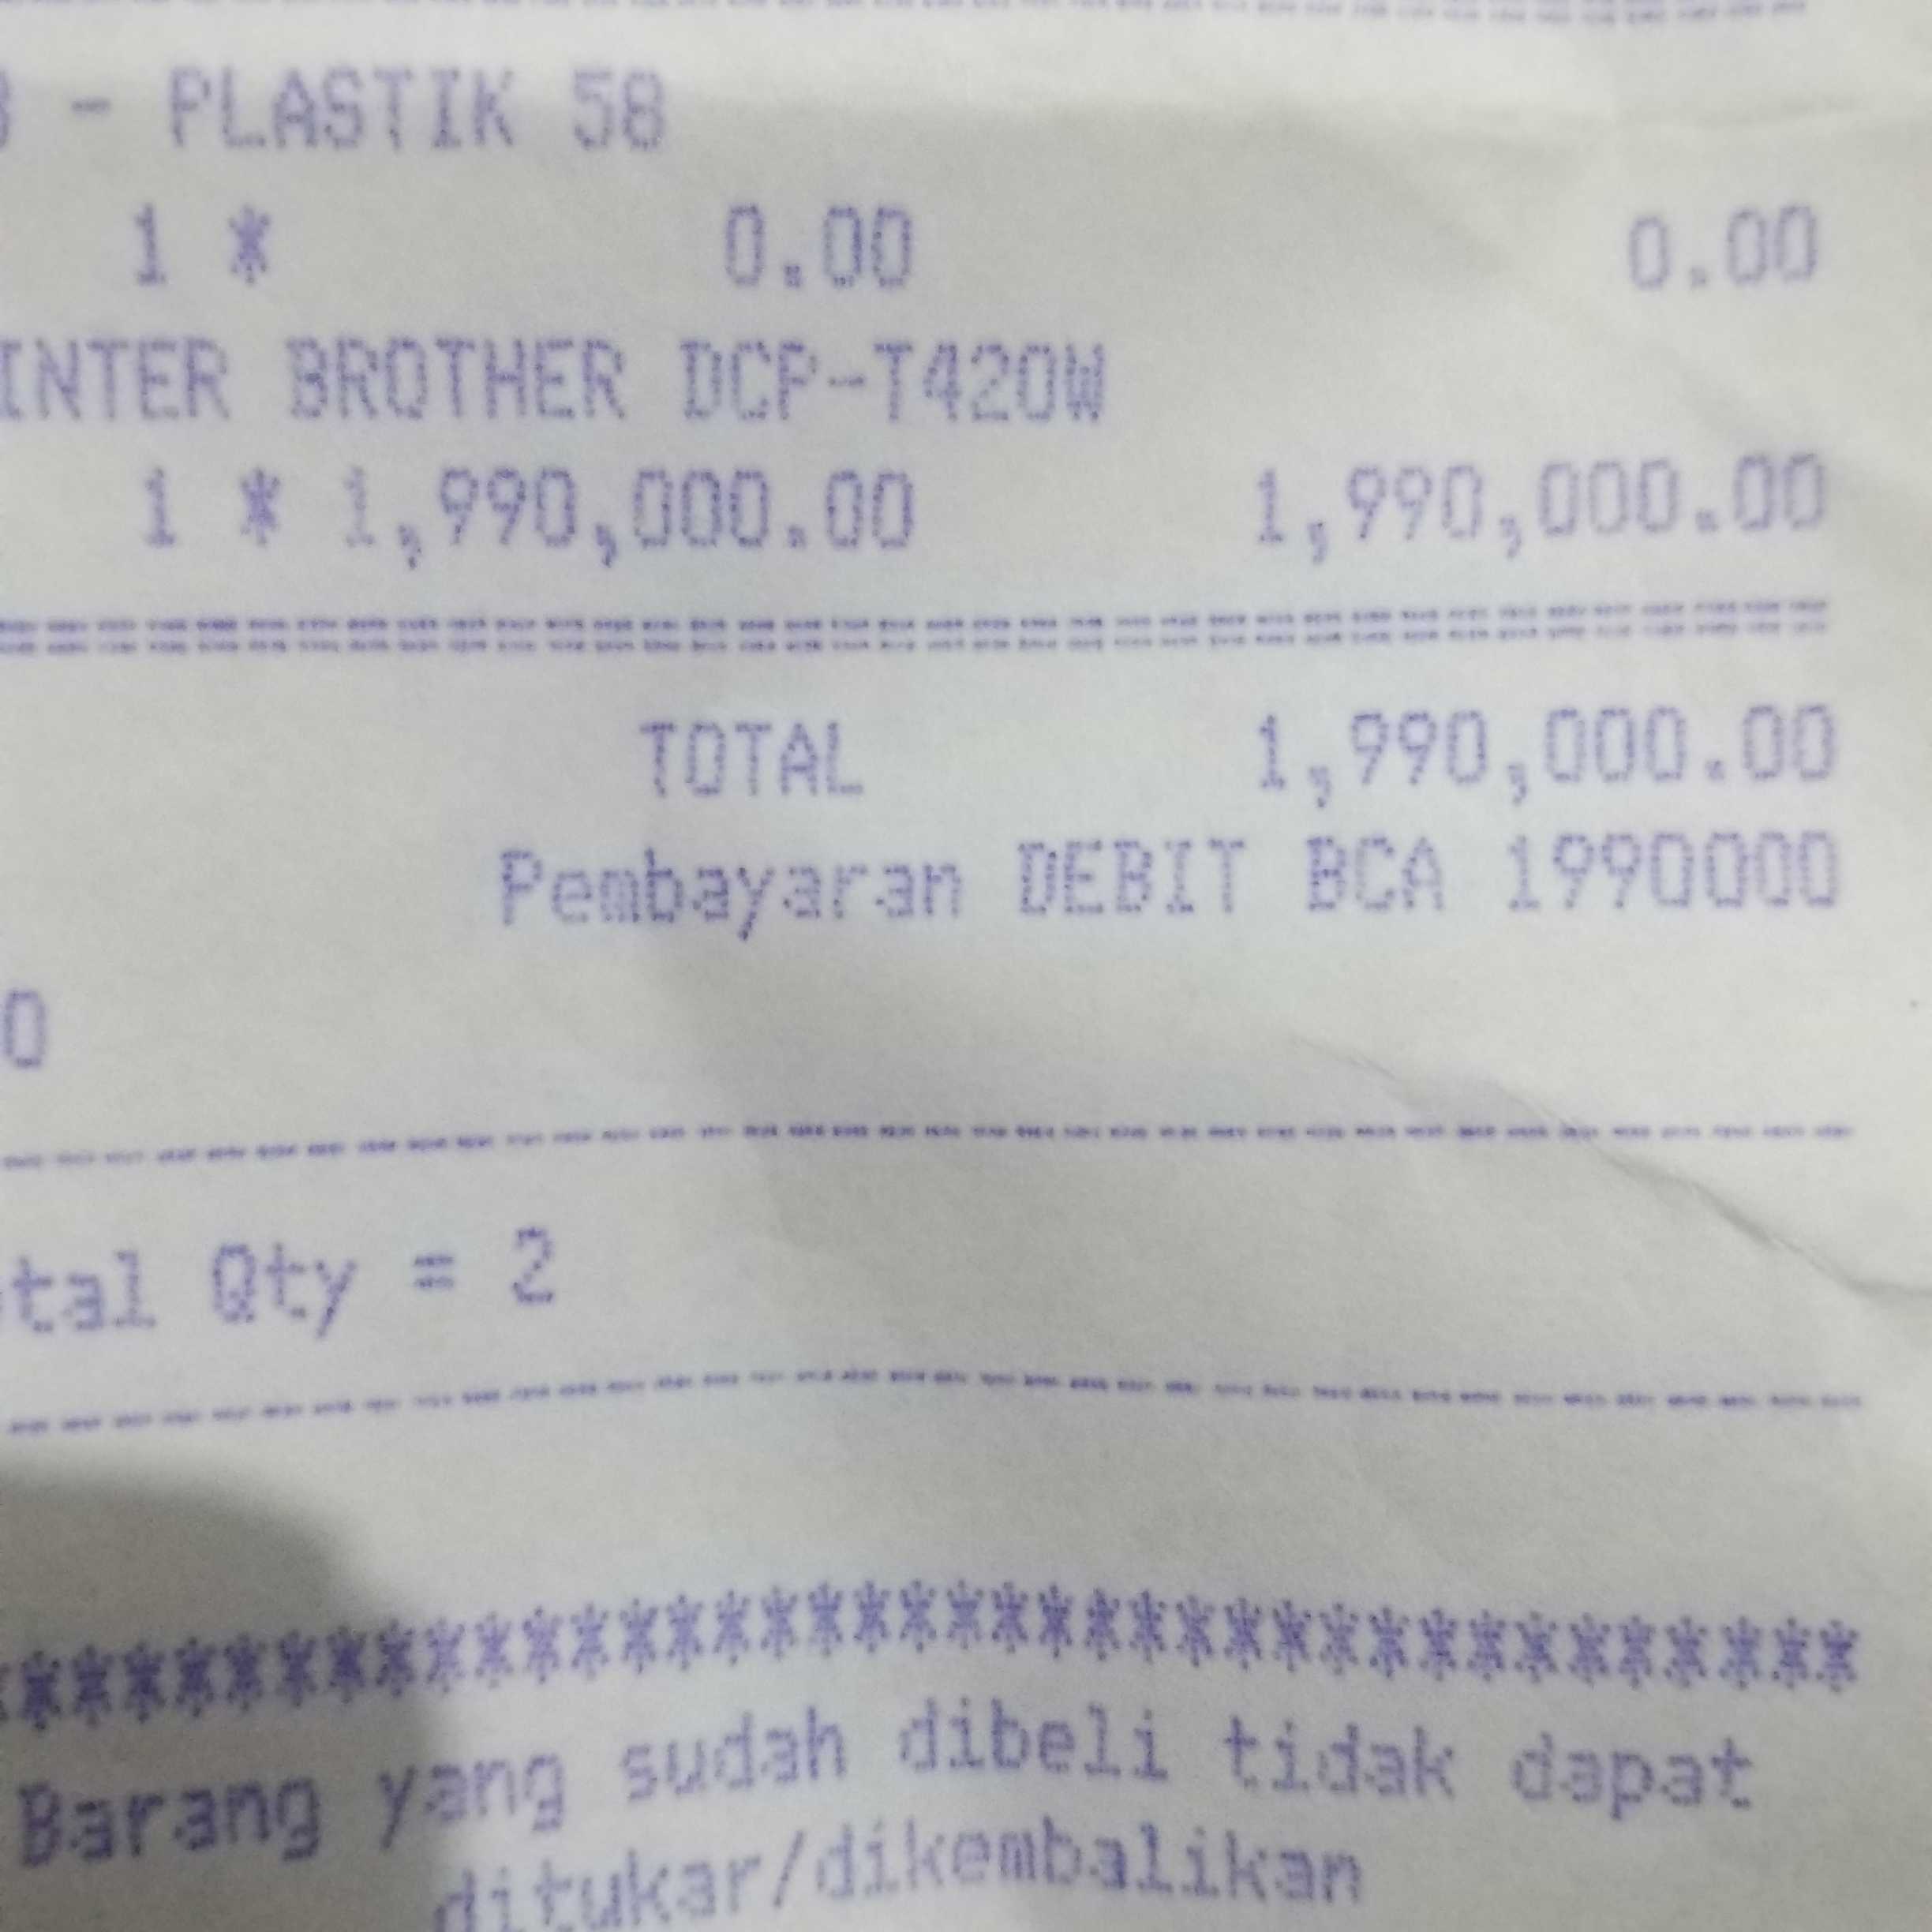 - PLASTIK 58
1 * 0.00 0.00
INTER BROTHER DCP-T420W
1 * 1,990,000.00 1,990,000.00
TOTAL 1,990,000.00
Pembayaran DEBIT BCA 1990000
0
tal Qty = 2
*************************************
Barang yang sudah dibeli tidak dapat
ditukar/dikembalikan